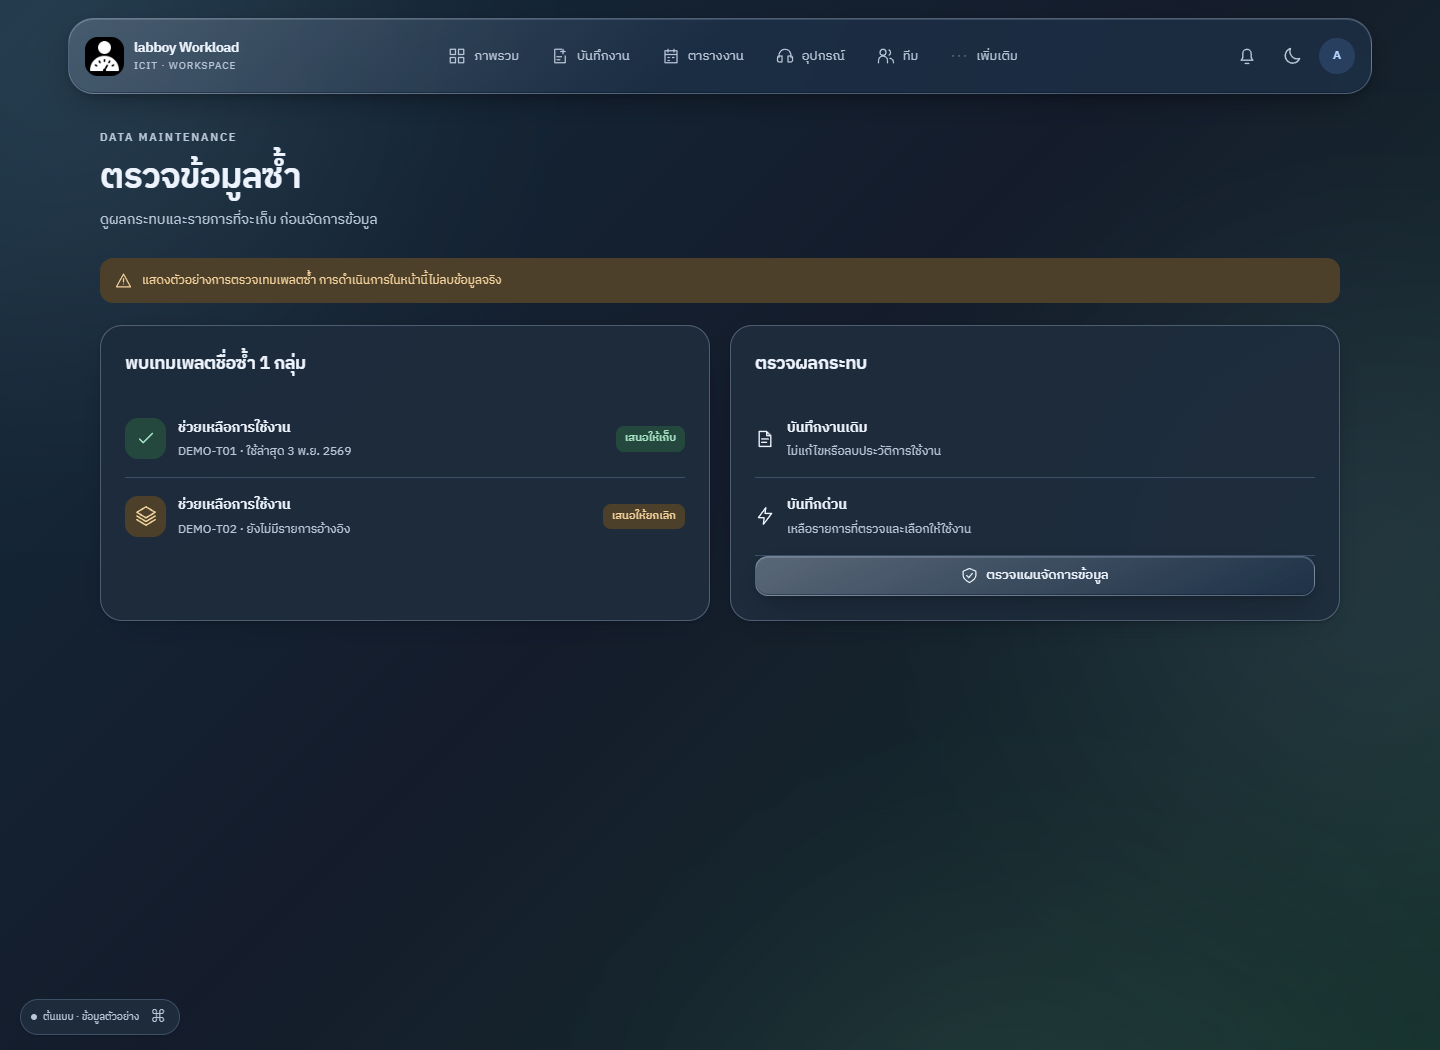 labboy Workload
ICIT · WORKSPACE
ภาพรวม
บันทึกงาน
ตารางงาน
อุปกรณ์
ทีม
เพิ่มเติม
A
DATA MAINTENANCE
ตรวจข้อมูลซ้ำ
ดูผลกระทบและรายการที่จะเก็บ ก่อนจัดการข้อมูล
แสดงตัวอย่างการตรวจเทมเพลตซ้ำ การดำเนินการในหน้านี้ไม่ลบข้อมูลจริง
พบเทมเพลตชื่อซ้ำ 1 กลุ่ม
ช่วยเหลือการใช้งาน
DEMO-T01 · ใช้ล่าสุด 3 พ.ย. 2569
เสนอให้เก็บ
ช่วยเหลือการใช้งาน
DEMO-T02 · ยังไม่มีรายการอ้างอิง
เสนอให้ยกเลิก
ตรวจผลกระทบ
บันทึกงานเดิม
ไม่แก้ไขหรือลบประวัติการใช้งาน
บันทึกด่วน
เหลือรายการที่ตรวจและเลือกให้ใช้งาน
ตรวจแผนจัดการข้อมูล
ต้นแบบ · ข้อมูลตัวอย่าง ⌘